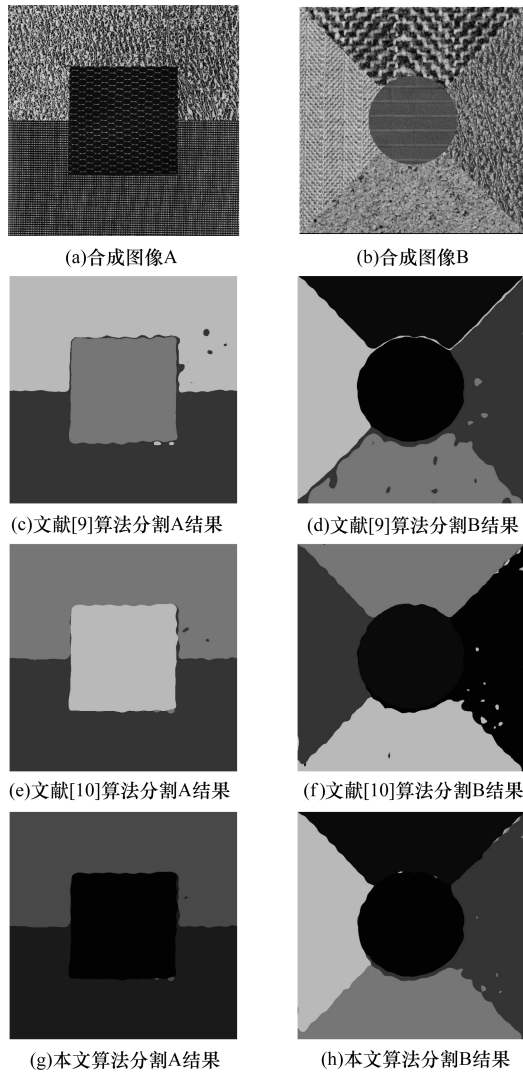 (a)合成图像A
(b)合成图像B
(c)文献[9]算法分割A结果
(d)文献[9]算法分割B结果
(e)文献[10]算法分割A结果
(f)文献[10]算法分割B结果
(g)本文算法分割A结果
(h)本文算法分割B结果